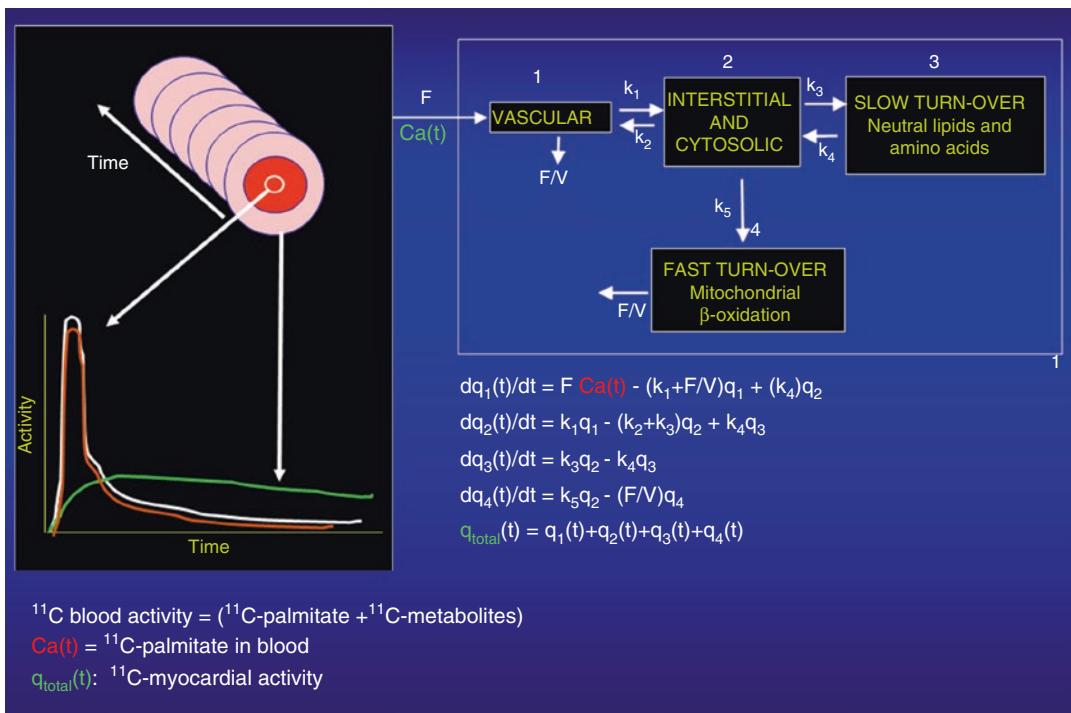 Time
Activity
Time
F
Ca(t)
1
VASCULAR
F/V
k₁
k₂
2
INTERSTITIAL
AND
CYTOSOLIC
k₃
k₄
3
SLOW TURN-OVER
Neutral lipids and
amino acids
k₅
4
FAST TURN-OVER
Mitochondrial
β-oxidation
F/V
1
dq₁(t)/dt = F Ca(t) - (k₁+F/V)q₁ + (k₄)q₂
dq₂(t)/dt = k₁q₁ - (k₂+k₃)q₂ + k₄q₃
dq₃(t)/dt = k₃q₂ - k₄q₃
dq₄(t)/dt = k₅q₂ - (F/V)q₄
q_total(t) = q₁(t)+q₂(t)+q₃(t)+q₄(t)
¹¹C blood activity = (¹¹C-palmitate +¹¹C-metabolites)
Ca(t) = ¹¹C-palmitate in blood
q_total(t): ¹¹C-myocardial activity